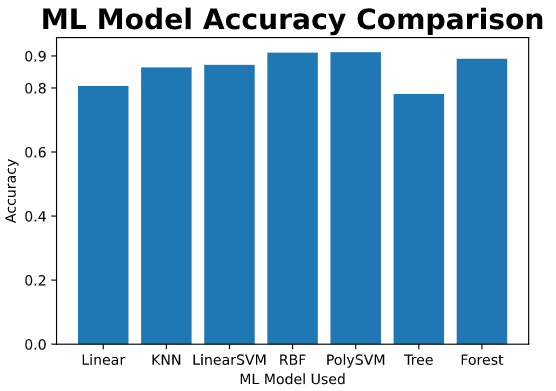 ML Model Accuracy Comparison
0.9
0.8
0.6
0.4
0.2
0.0
Accuracy
Linear KNN LinearSVM RBF PolySVM Tree Forest
ML Model Used